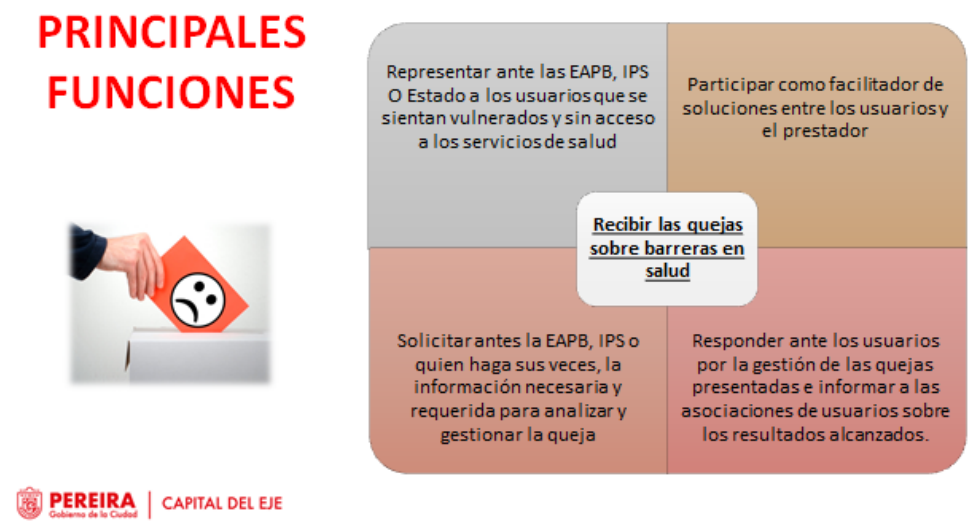 PRINCIPALES
FUNCIONES
Representar ante las EAPB, IPS
O Estado a los usuarios que se
sientan vulnerados y sin acceso
a los servicios de salud
Participar como facilitador de
soluciones entre los usuarios y
el prestador
Recibir las quejas
sobre barreras en
salud
Solicitar antes la EAPB, IPS o
quien haga sus veces, la
información necesaria y
requerida para analizar y
gestionar la queja
Responder ante los usuarios
por la gestión de las quejas
presentadas e informar a las
asociaciones de usuarios sobre
los resultados alcanzados.
PEREIRA
Gobierno de la Ciudad
CAPITAL DEL EJE